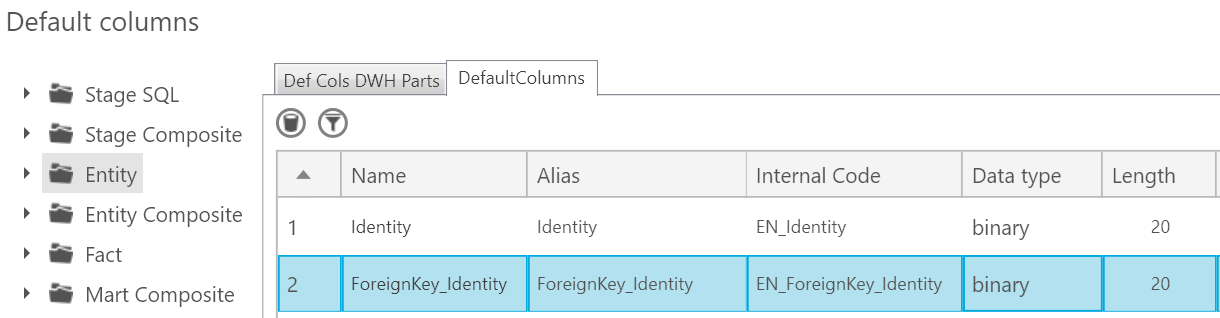 Default columns
Stage SQL
Stage Composite
Entity
Entity Composite
Fact
Mart Composite
Def Cols DWH Parts DefaultColumns
Name Alias Internal Code Data type Length
1 Identity Identity EN_Identity binary 20
2 ForeignKey_Identity ForeignKey_Identity EN_ForeignKey_Identity binary 20